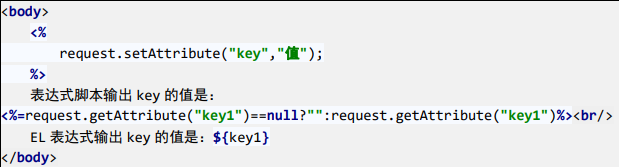 <body>
<%
request.setAttribute("key","值");
%>
表达式脚本输出 key 的值是：
<%=request.getAttribute("key1")==null?"":request.getAttribute("key1")%><br/>
EL 表达式输出 key 的值是：${key1}
</body>